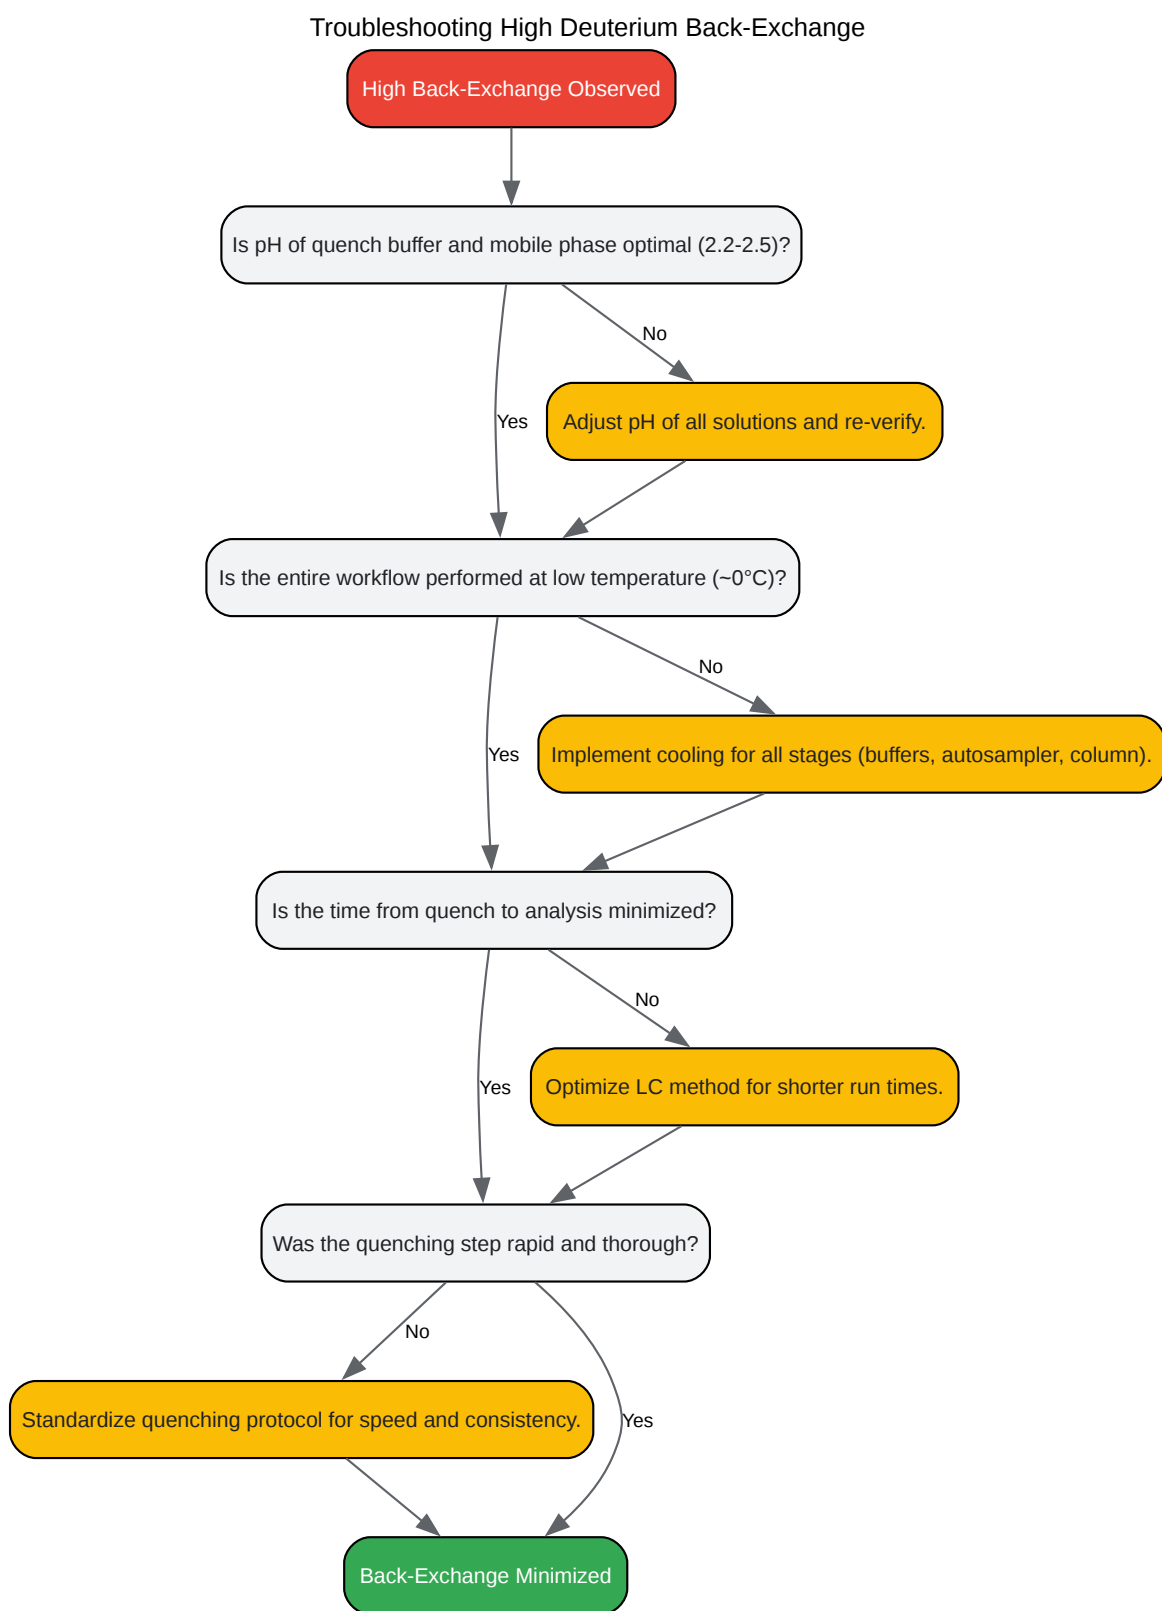 Troubleshooting High Deuterium Back-Exchange
High Back-Exchange Observed
Is pH of quench buffer and mobile phase optimal (2.2-2.5)?
No
Yes
Adjust pH of all solutions and re-verify.
Is the entire workflow performed at low temperature (~0°C)?
No
Yes
Implement cooling for all stages (buffers, autosampler, column).
Is the time from quench to analysis minimized?
No
Yes
Optimize LC method for shorter run times.
Was the quenching step rapid and thorough?
No
Standardize quenching protocol for speed and consistency.
Yes
Back-Exchange Minimized